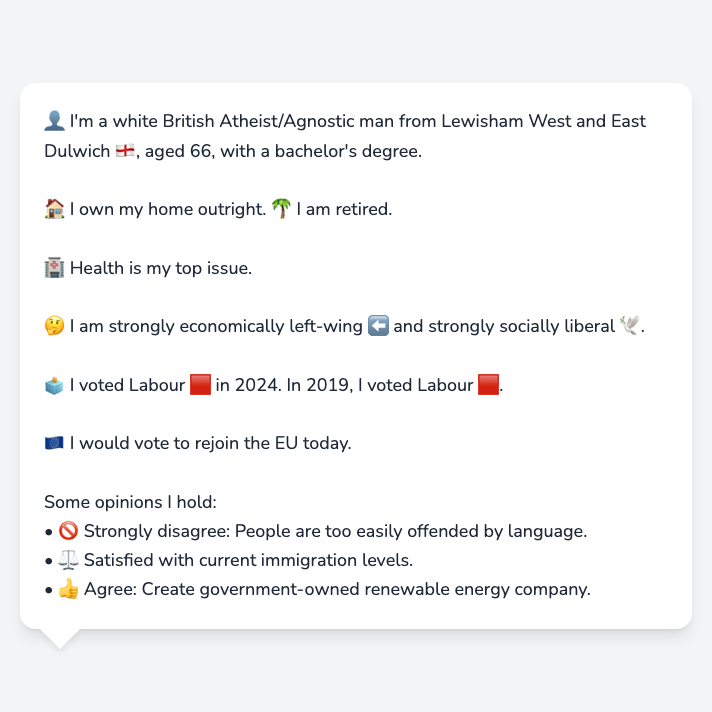 👤 I'm a white British Atheist/Agnostic man from Lewisham West and East
Dulwich 🏴󠁧󠁢󠁥󠁮󠁧󠁿, aged 66, with a bachelor's degree.
🏠 I own my home outright. 🌴 I am retired.
🏥 Health is my top issue.
🤔 I am strongly economically left-wing ⬅️ and strongly socially liberal 🕊️.
🗳️ I voted Labour 🟥 in 2024. In 2019, I voted Labour 🟥.
🇪🇺 I would vote to rejoin the EU today.
Some opinions I hold:
• 🚫 Strongly disagree: People are too easily offended by language.
• ⚖️ Satisfied with current immigration levels.
• 👍 Agree: Create government-owned renewable energy company.